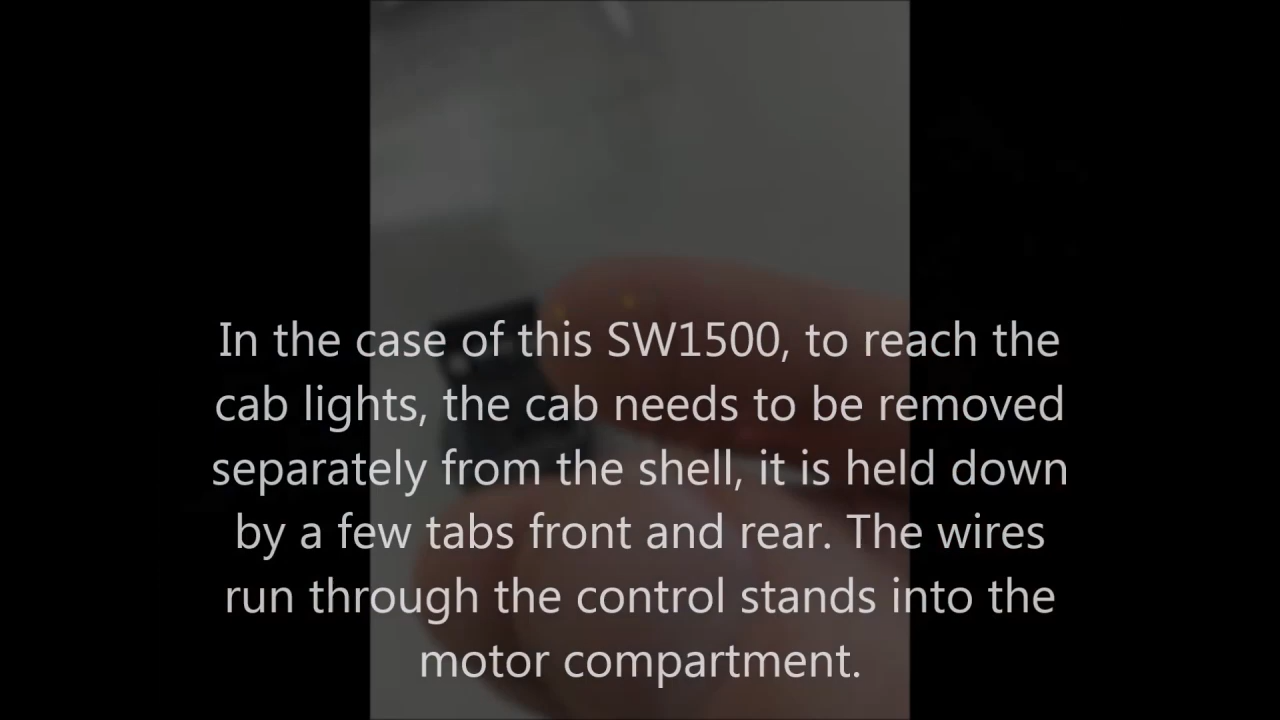 In the case of this SW1500, to reach the
cab lights, the cab needs to be removed
separately from the shell, it is held down
by a few tabs front and rear. The wires
run through the control stands into the
motor compartment.